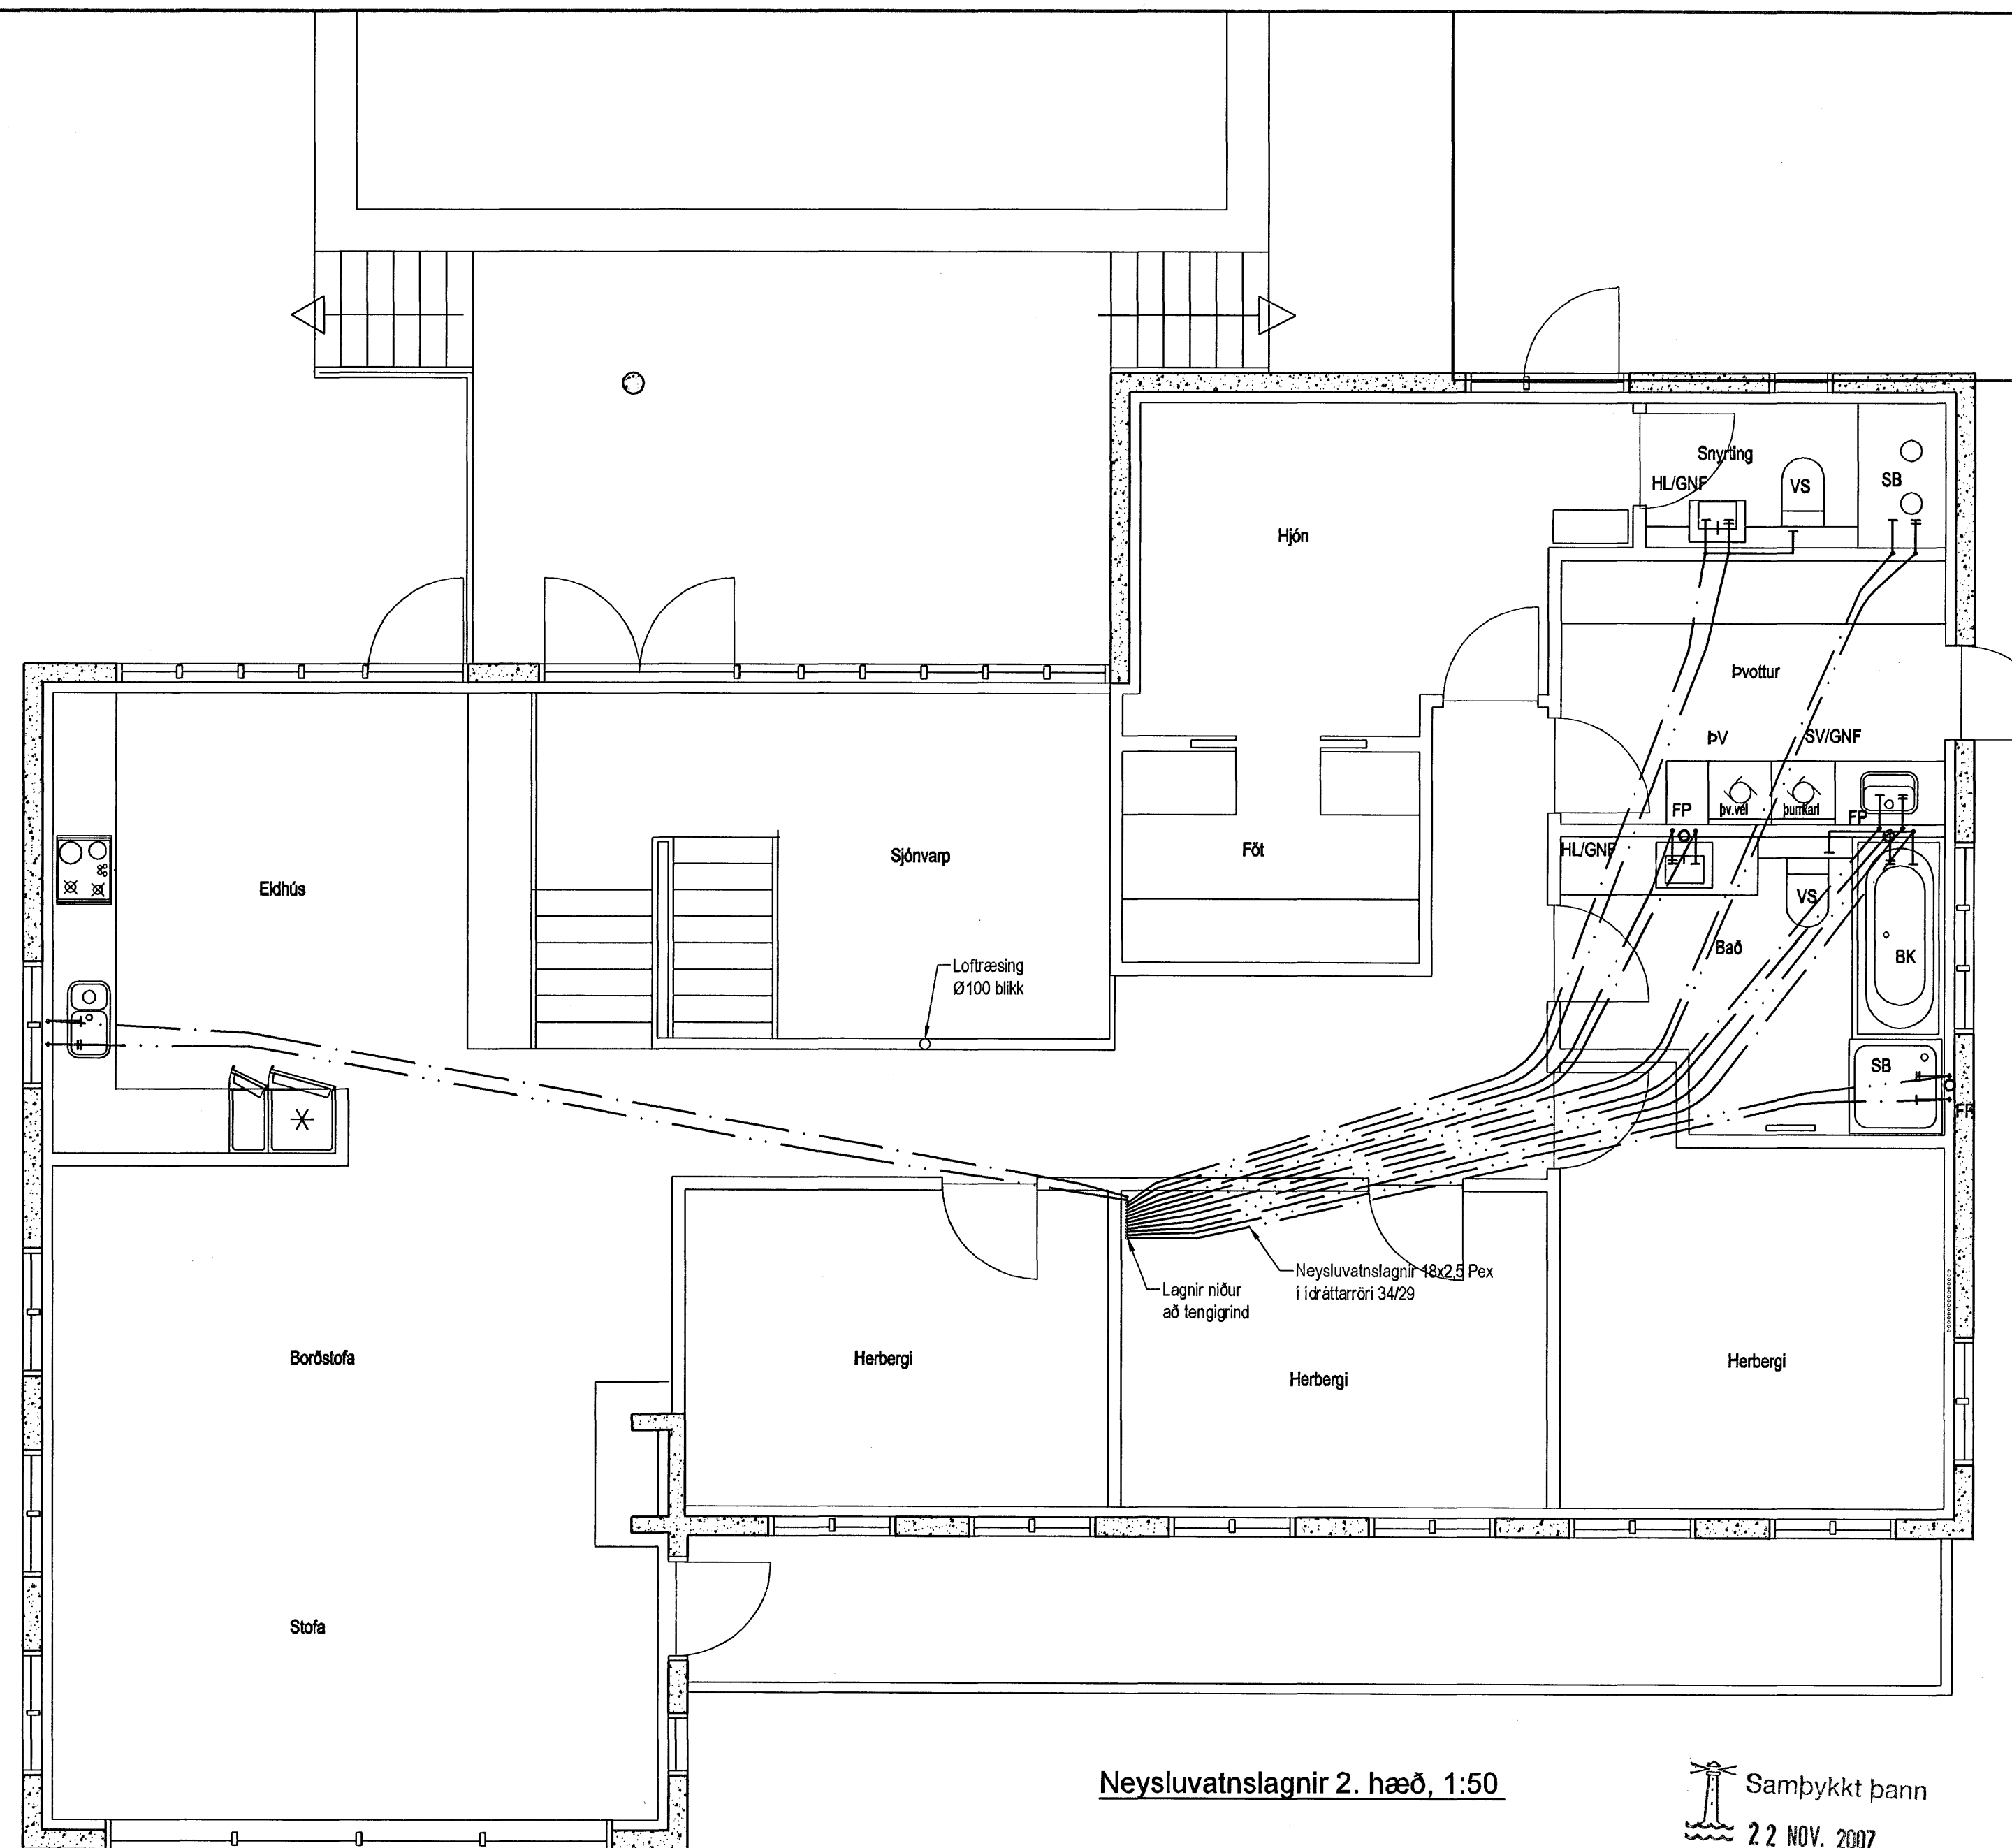 Snyrting
HL/GNF
VS
SB
Hjón
Þvottur
ÞV
SV/GNF
FP
þv.vél
þurrkari
FP
HL/GNF
Sjónvarp
Föt
Eldhús
VS
Bað
BK
Loftræsing
Ø100 blikk
SB
FP
Neysluvatnslagnir 18x2,5 Pex
í ídráttarröri 34/29
Lagnir niður
að tengigrind
Borðstofa
Herbergi
Herbergi
Herbergi
Stofa
Neysluvatnslagnir 2. hæð, 1:50
Samþykkt þann
22 NOV. 2007